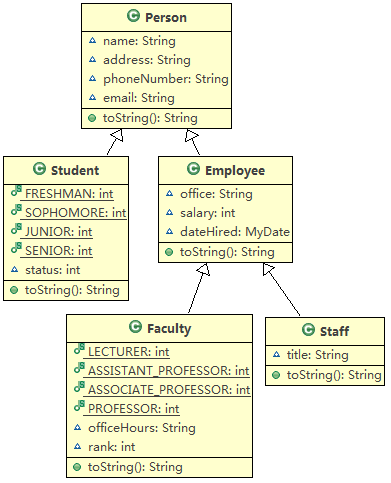 Person
name: String
address: String
phoneNumber: String
email: String
toString(): String
Student
FRESHMAN: int
SOPHOMORE: int
JUNIOR: int
SENIOR: int
status: int
toString(): String
Employee
office: String
salary: int
dateHired: MyDate
toString(): String
Faculty
LECTURER: int
ASSISTANT_PROFESSOR: int
ASSOCIATE_PROFESSOR: int
PROFESSOR: int
officeHours: String
rank: int
toString(): String
Staff
title: String
toString(): String